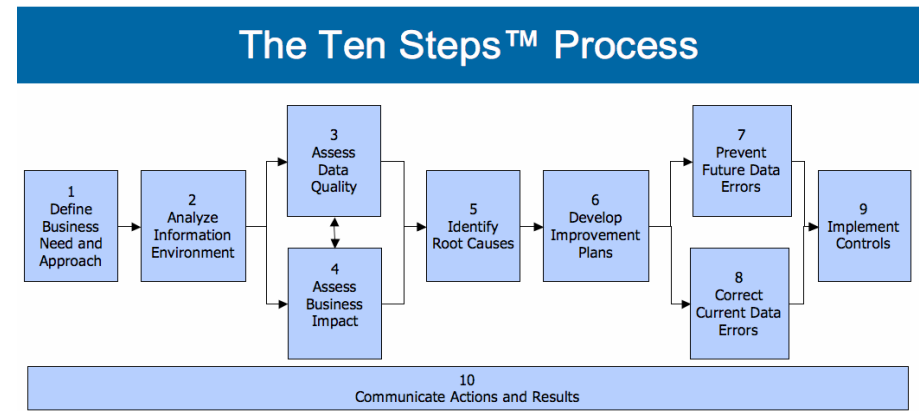 The Ten Steps™ Process
1
Define
Business
Need and
Approach
2
Analyze
Information
Environment
3
Assess
Data
Quality
4
Assess
Business
Impact
5
Identify
Root Causes
6
Develop
Improvement
Plans
7
Prevent
Future Data
Errors
8
Correct
Current Data
Errors
9
Implement
Controls
10
Communicate Actions and Results